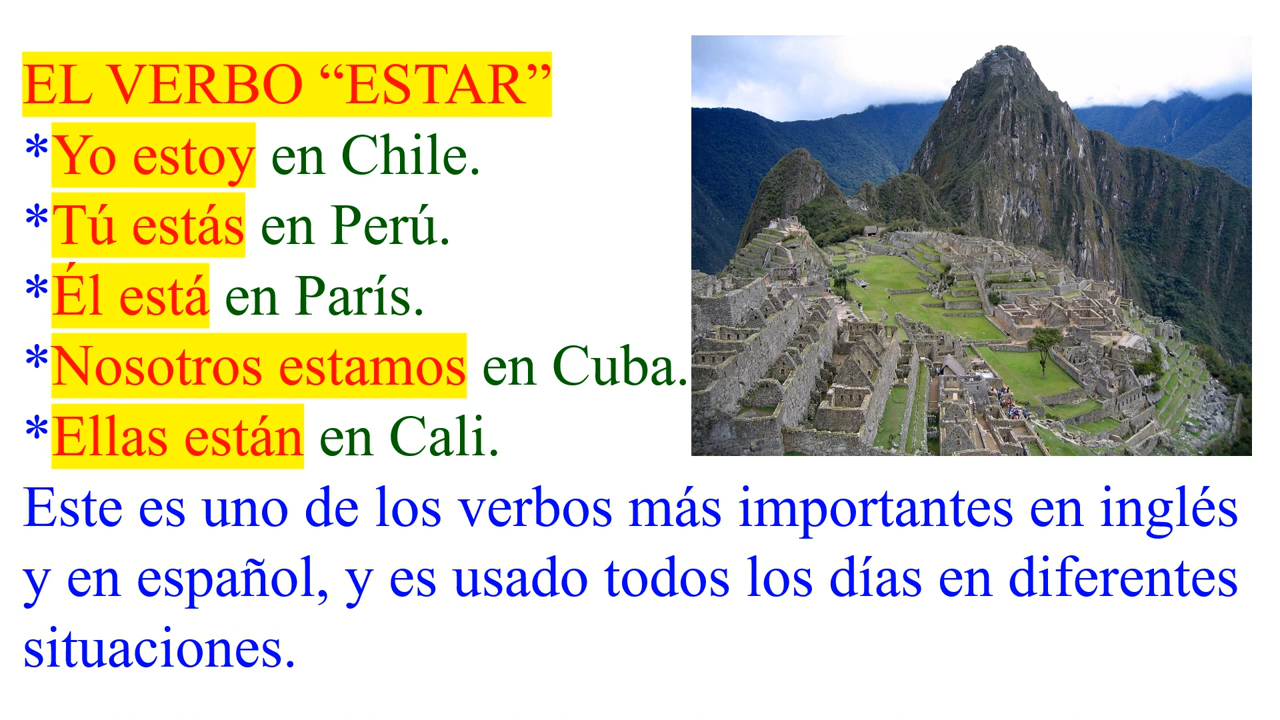 EL VERBO “ESTAR”
*Yo estoy en Chile.
*Tú estás en Perú.
*Él está en París.
*Nosotros estamos en Cuba.
*Ellas están en Cali.
Este es uno de los verbos más importantes en inglés
y en español, y es usado todos los días en diferentes
situaciones.